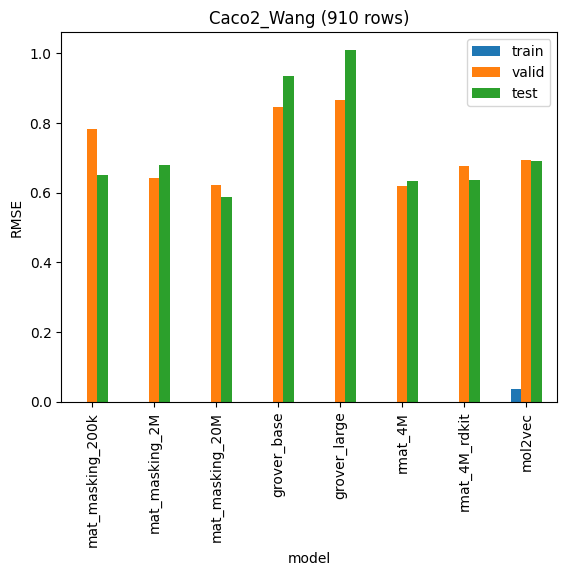 Caco2_Wang (910 rows)
train
valid
test
RMSE
1.0
0.8
0.6
0.4
0.2
0.0
mat_masking_200k
mat_masking_2M
mat_masking_20M
grover_base
grover_large
rmat_4M
rmat_4M_rdkit
mol2vec
model